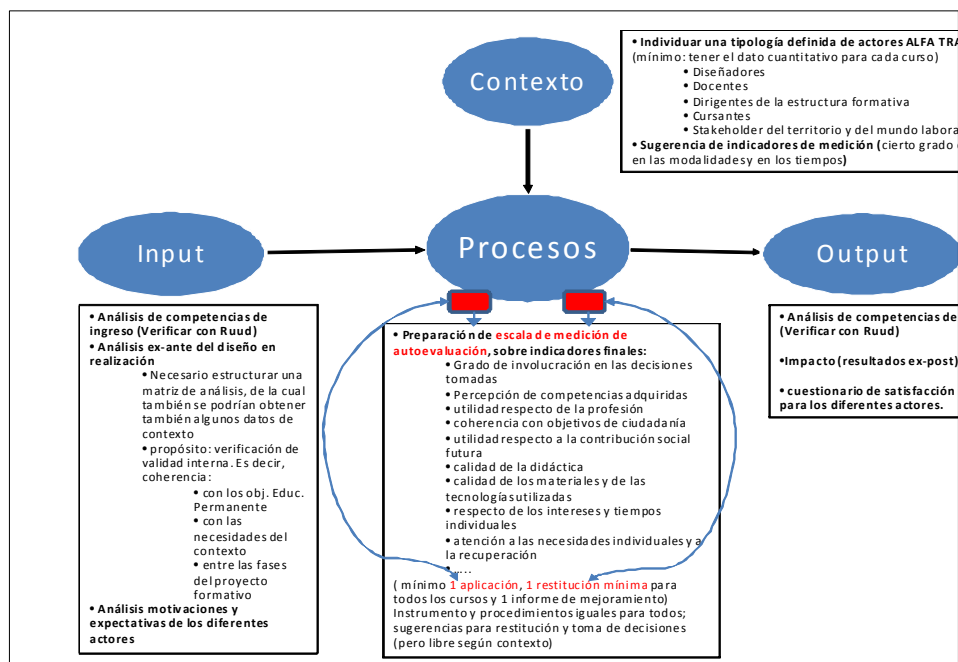 Contexto
• Individuar una tipología definida de actores ALFA
(mínimo: tener el dato cuantitativo para cada curso)
• Diseñadores
• Docentes
• Dirigentes de la estructura formativa
• Cursantes
• Stakeholder del territorio y del mundo
• Sugerencia de indicadores de medición (cierto grado
en las modalidades y en los tiempos)
Input
Procesos
Output
• Análisis de competencias de
ingreso (Verificar con Ruud)
• Análisis ex-ante del diseño en
realización
• Necesario estructurar una
matriz de análisis, de la cual
también se podrían obtener
también algunos datos de
contexto
• propósito: verificación de
validad interna. Es decir,
coherencia:
• con los obj. Educ.
Permanente
• con las
necesidades del
contexto
• entre las fases
del proyecto
formativo
• Análisis motivaciones y
expectativas de los diferentes
actores
• Preparación de escala de medición de
autoevaluación, sobre indicadores finales:
• Grado de involucración en las decisiones
tomadas
• Percepción de competencias adquiridas
• utilidad respecto de la profesión
• coherencia con objetivos de ciudadanía
• utilidad respecto a la contribución social
futura
• calidad de la didáctica
• calidad de los materiales y de las
tecnologías utilizadas
• respecto de los intereses y tiempos
individuales
• atención a las necesidades individuales y a
la recuperación
• .....
( mínimo 1 aplicación, 1 restitución mínima para
todos los cursos y 1 informe de mejoramiento)
Instrumento y procedimientos iguales para todos;
sugerencias para restitución y toma de decisiones
(pero libre según contexto)
• Análisis de competencias de
(Verificar con Ruud)
•Impacto (resultados ex-post)
• cuestionario de satisfacción
para los diferentes actores.